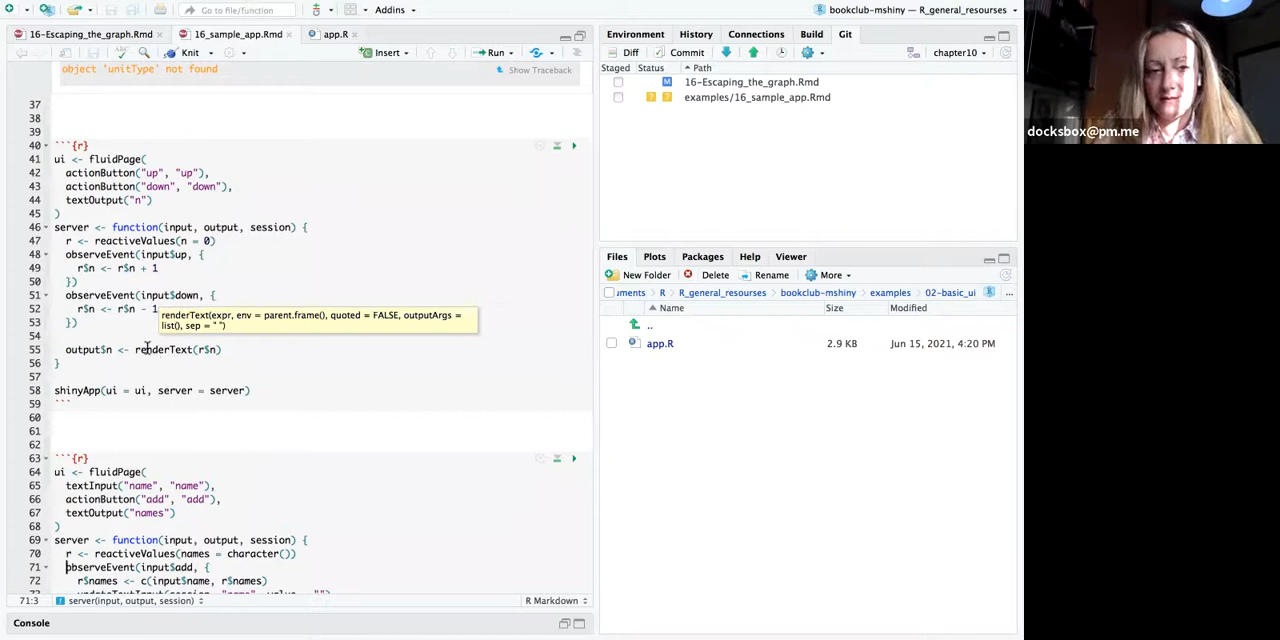 Go to file/function
Addins
bookclub-mshiny — R_general_resourses
16-Escaping_the_graph.Rmd
16_sample_app.Rmd
app.R
Knit
Insert
Run
object 'unitType' not found
Show Traceback
37
38
39
40 ```{r}
41 ui <- fluidPage(
42 actionButton("up", "up"),
43 actionButton("down", "down"),
44 textOutput("n")
45 )
46 server <- function(input, output, session) {
47 r <- reactiveValues(n = 0)
48 observeEvent(input$up, {
49 r$n <- r$n + 1
50 })
51 observeEvent(input$down, {
52 r$n <- r$n - 1
53 })
renderText(expr, env = parent.frame(), quoted = FALSE, outputArgs =
list(), sep = " ")
54
55 output$n <- renderText(r$n)
56 }
57
58 shinyApp(ui = ui, server = server)
59 ```
60
61
62
63 ```{r}
64 ui <- fluidPage(
65 textInput("name", "name"),
66 actionButton("add", "add"),
67 textOutput("names")
68 )
69 server <- function(input, output, session) {
70 r <- reactiveValues(names = character())
71 observeEvent(input$add, {
72 r$names <- c(input$name, r$names)
71:3 server(input, output, session)
R Markdown
Console
Environment
History
Connections
Build
Git
Diff
Commit
chapter10
Staged
Status
Path
M 16-Escaping_the_graph.Rmd
? ? examples/16_sample_app.Rmd
Files
Plots
Packages
Help
Viewer
New Folder
Delete
Rename
More
uments
R
R_general_resourses
bookclub-mshiny
examples
02-basic_ui
...
Name
Size
Modified
..
app.R
2.9 KB
Jun 15, 2021, 4:20 PM
docksbox@pm.me